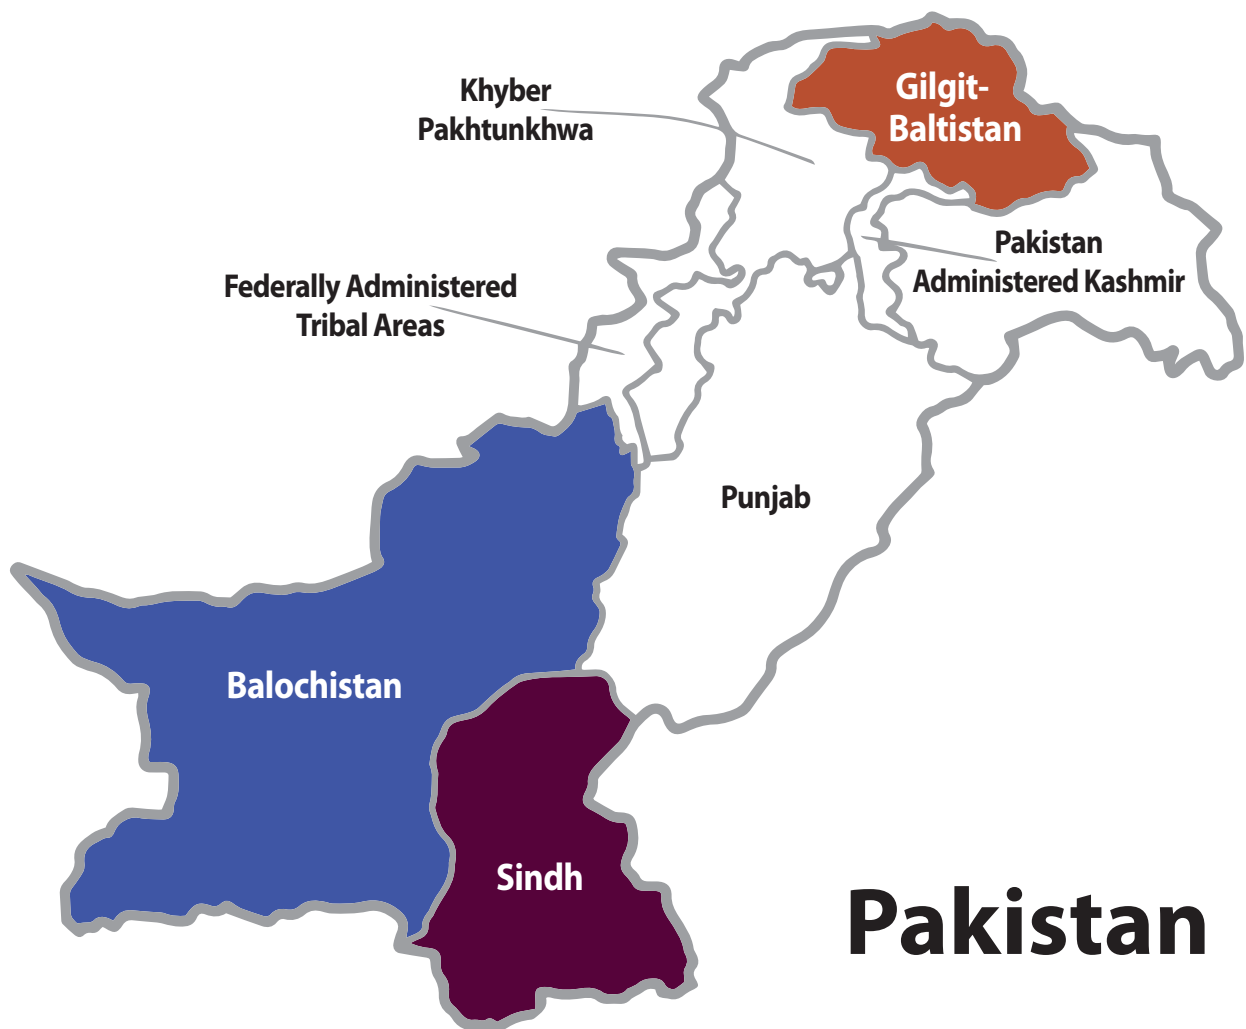 Khyber
Pakhtunkhwa
Gilgit-
Baltistan
Federally Administered
Tribal Areas
Pakistan
Administered Kashmir
Punjab
Balochistan
Sindh
Pakistan